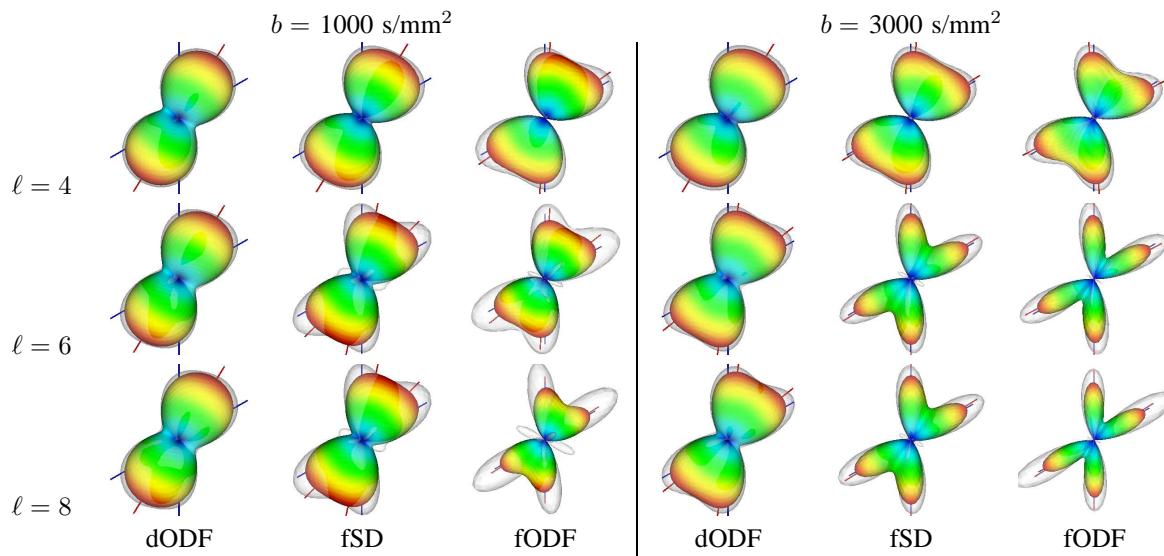 b = 1000 s/mm² b = 3000 s/mm²
ℓ = 4
ℓ = 6
ℓ = 8
dODF fSD fODF dODF fSD fODF